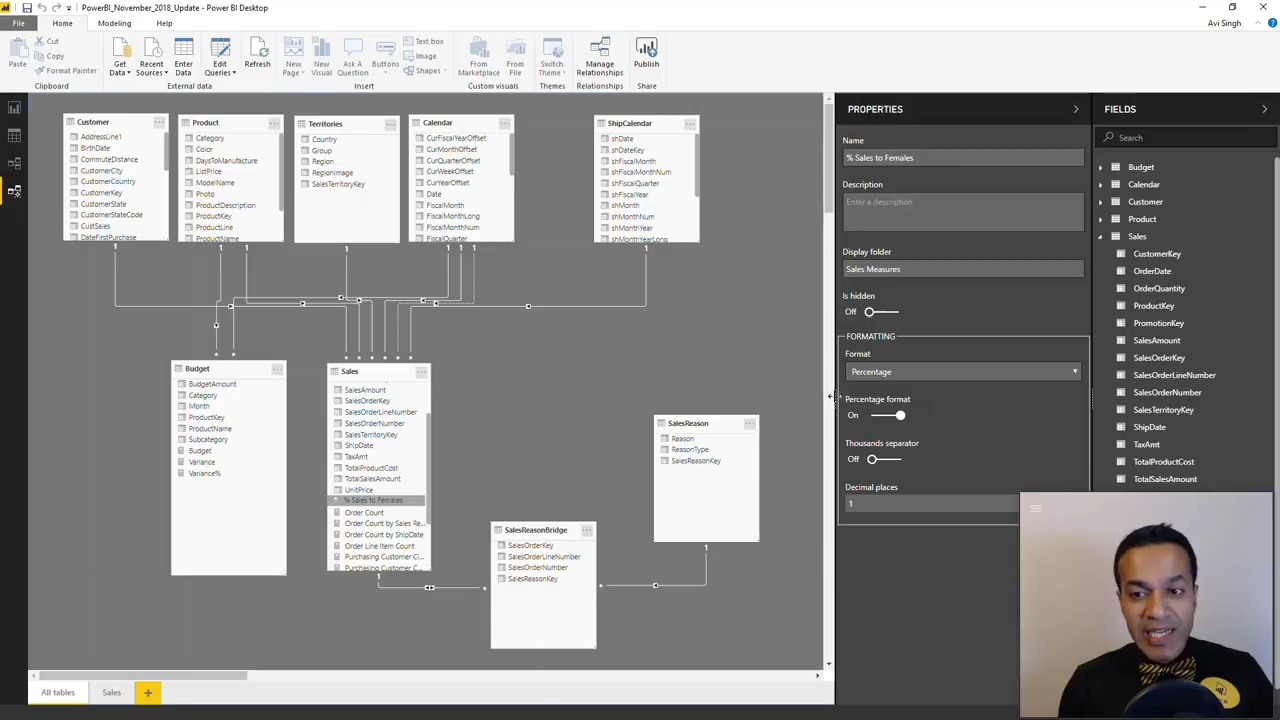 PowerBI_November_2018_Update - Power BI Desktop
File
Home
Modeling
Help
Avi Singh
Paste
Cut
Copy
Format Painter
Clipboard
Get Data
Recent Sources
Enter Data
Edit Queries
External data
Refresh
New Page
New Visual
Ask A Question
Buttons
Text box
Image
Shapes
Insert
From Marketplace
From File
Custom visuals
Switch Theme
Themes
Manage Relationships
Relationships
Publish
Share
Customer
AddressLine1
BirthDate
CommuteDistance
CustomerCity
CustomerCountry
CustomerKey
CustomerState
CustomerStateCode
CustSales
DateFirstPurchase
Product
Category
Color
DaysToManufacture
ListPrice
ModelName
Photo
ProductDescription
ProductKey
ProductLine
ProductName
Territories
Country
Group
Region
RegionImage
SalesTerritoryKey
Calendar
CurFiscalYearOffset
CurMonthOffset
CurQuarterOffset
CurWeekOffset
CurYearOffset
Date
FiscalMonth
FiscalMonthLong
FiscalMonthNum
FiscalQuarter
ShipCalendar
shDate
shDateKey
shFiscalMonth
shFiscalMonthNum
shFiscalQuarter
shFiscalYear
shMonth
shMonthNum
shMonthYear
shMonthYearLong
1
1
1
1
1
1
1
1
Budget
BudgetAmount
Category
Month
ProductKey
ProductName
Subcategory
Budget
Variance
Variance%
Sales
SalesAmount
SalesOrderKey
SalesOrderLineNumber
SalesOrderNumber
SalesTerritoryKey
ShipDate
TaxAmt
TotalProductCost
TotalSalesAmount
UnitPrice
% Sales to Females
Order Count
Order Count by Sales Re...
Order Count by ShipDate
Order Line Item Count
Purchasing Customer C...
Purchasing Customer C...
1
SalesReason
Reason
ReasonType
SalesReasonKey
1
SalesReasonBridge
SalesOrderKey
SalesOrderLineNumber
SalesOrderNumber
SalesReasonKey
All tables
Sales
PROPERTIES
Name
% Sales to Females
Description
Enter a description
Display folder
Sales Measures
Is hidden
Off
FORMATTING
Format
Percentage
Percentage format
On
Thousands separator
Off
Decimal places
1
FIELDS
Search
Budget
Calendar
Customer
Product
Sales
CustomerKey
OrderDate
OrderQuantity
ProductKey
PromotionKey
SalesAmount
SalesOrderKey
SalesOrderLineNumber
SalesOrderNumber
SalesTerritoryKey
ShipDate
TaxAmt
TotalProductCost
TotalSalesAmount